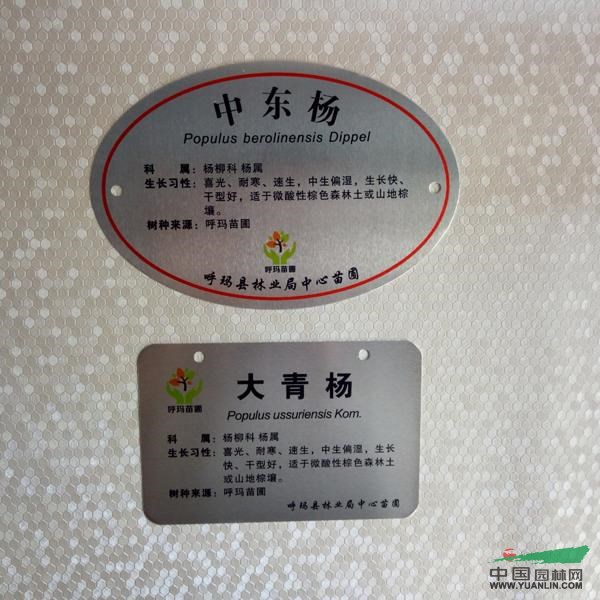 中东杨
Populus berolinensis Dippel
科 属：杨柳科 杨属
生长习性：喜光、耐寒、速生，中生偏湿，生长快、
干型好，适于微酸性棕色森林土或山地棕
壤。
树种来源：呼玛苗圃
呼玛苗圃
呼玛县林业局中心苗圃
呼玛苗圃
大青杨
Populus ussuriensis Kom.
科 属：杨柳科 杨属
生长习性：喜光、耐寒、速生，中生偏湿，生长
快、干型好，适于微酸性棕色森林土
或山地棕壤。
树种来源：呼玛苗圃
呼玛县林业局中心苗圃
中国园林网
WWW.YUANLIN.COM